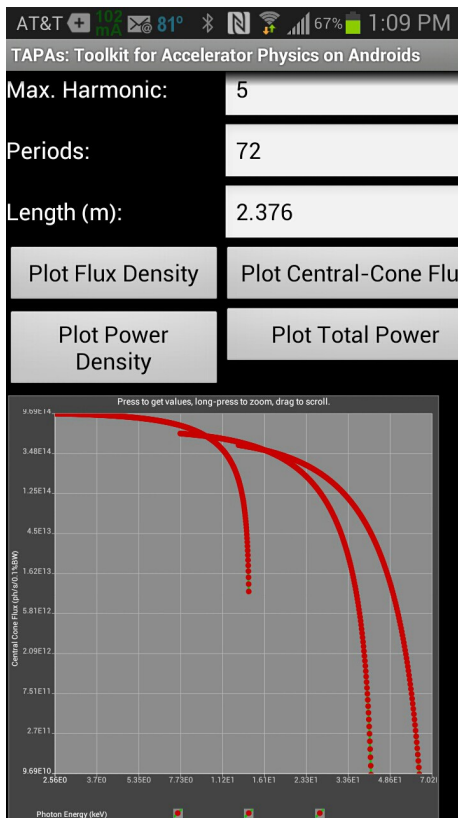 AT&T 102 mA 81° 67% 1:09 PM
TAPAs: Toolkit for Accelerator Physics on Androids
Max. Harmonic: 5
Periods: 72
Length (m): 2.376
Plot Flux Density Plot Central-Cone Flu
Plot Power Density Plot Total Power
Press to get values, long-press to zoom, drag to scroll.
9.69E14
3.48E14
1.25E14
4.5E13
1.62E13
5.81E12
2.09E12
7.51E11
2.7E11
9.69E10
Central Cone Flux (ph/s/0.1%BW)
2.56E0 3.7E0 5.35E0 7.73E0 1.12E1 1.61E1 2.33E1 3.36E1 4.86E1 7.02
Photon Energy (keV)